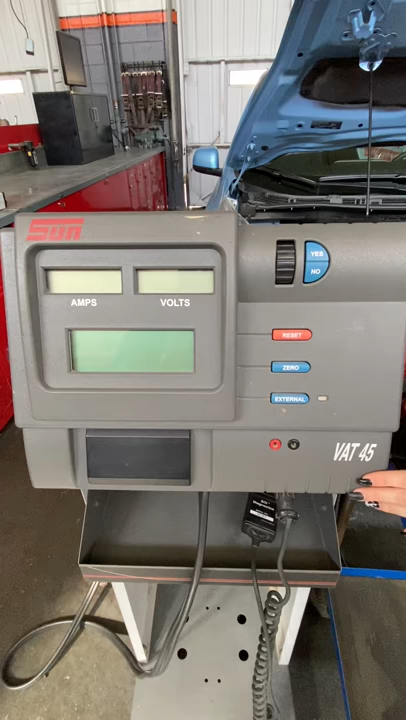 Sun
AMPS
VOLTS
YES
NO
RESET
ZERO
EXTERNAL
VAT 45